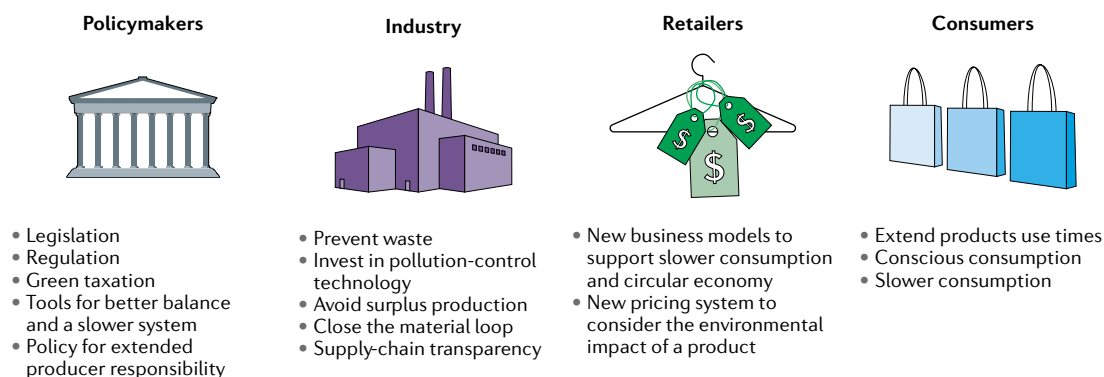 Policymakers
• Legislation
• Regulation
• Green taxation
• Tools for better balance
and a slower system
• Policy for extended
producer responsibility
Industry
• Prevent waste
• Invest in pollution-control
technology
• Avoid surplus production
• Close the material loop
• Supply-chain transparency
Retailers
$
$
$
• New business models to
support slower consumption
and circular economy
• New pricing system to
consider the environmental
impact of a product
Consumers
• Extend products use times
• Conscious consumption
• Slower consumption